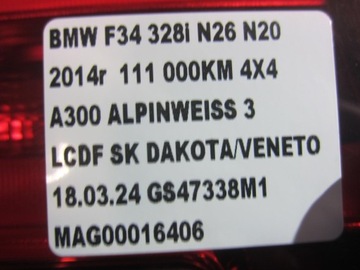 BMW F34 328i N26 N20
2014r 111 000KM 4X4
A300 ALPINWEISS 3
LCDF SK DAKOTA/VENETO
18.03.24 GS47338M1
MAG00016406